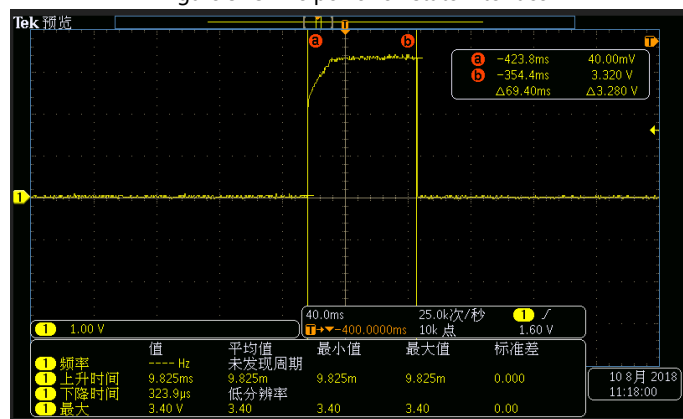 Tek 预览
a
b
T
a -423.8ms 40.00mV
b -354.4ms 3.320 V
△69.40ms △3.280 V
1
1 1.00 V
40.0ms 25.0k次/秒 1 /
T→▼-400.0000ms 10k 点 1.60 V
值 平均值 最小值 最大值 标准差
1 频率 ---- Hz 未发现周期
1 上升时间 9.825ms 9.825m 9.825m 9.825m 0.000
1 下降时间 323.9µs 低分辨率
1 最大 3.40 V 3.40 3.40 3.40 0.00
10 8月 2018
11:18:00